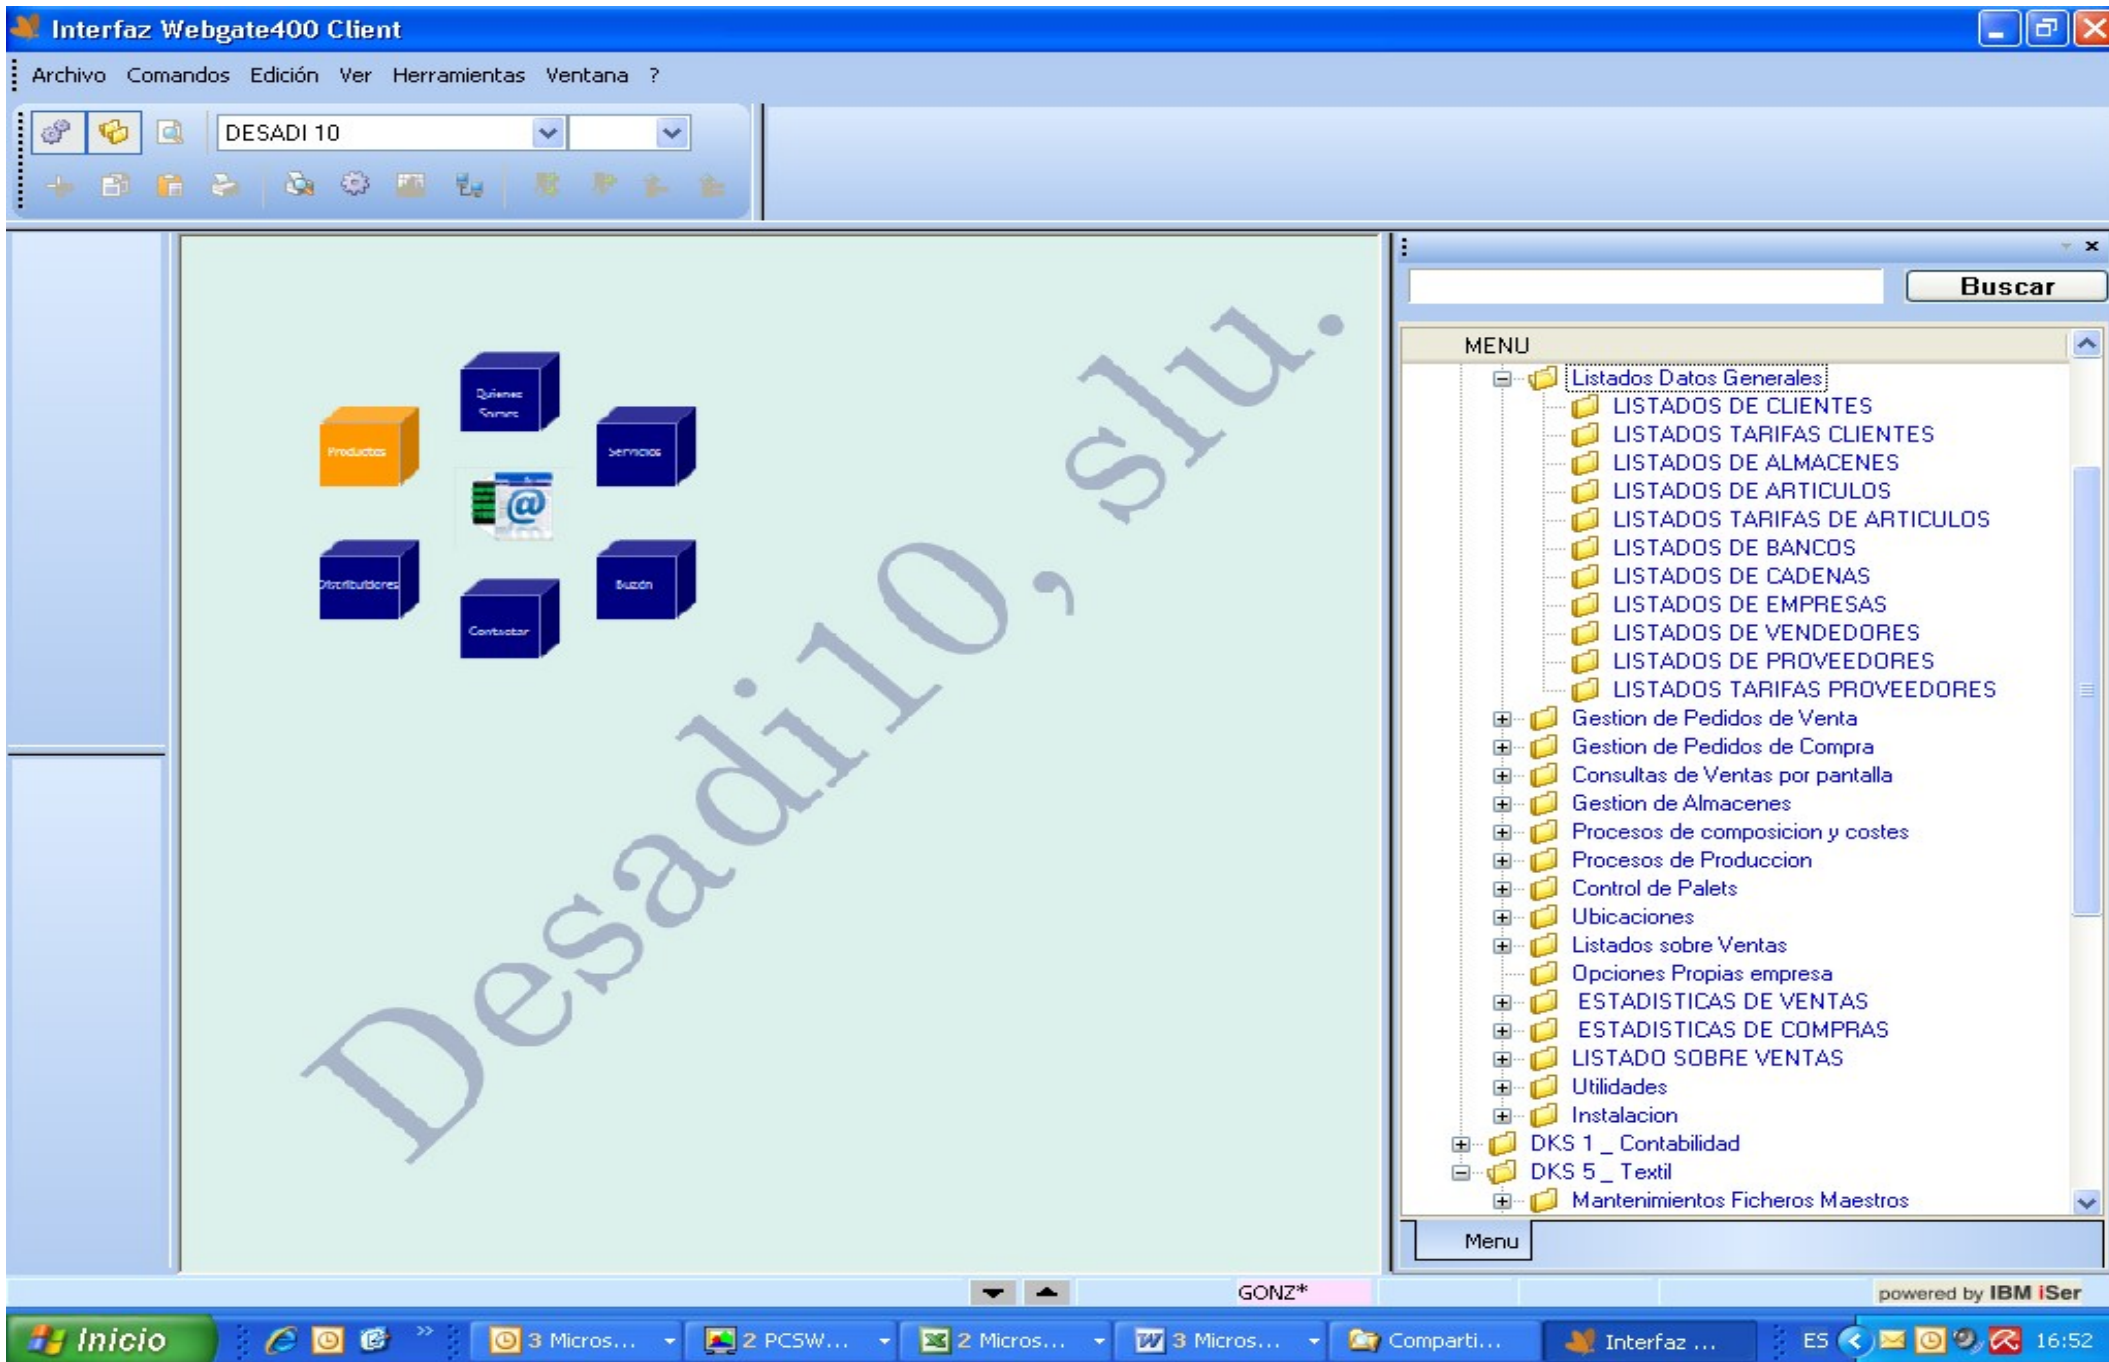 Interfaz Webgate400 Client
Archivo Comandos Edición Ver Herramientas Ventana ?
DESADI 10
Buscar
MENU
Listados Datos Generales
LISTADOS DE CLIENTES
LISTADOS TARIFAS CLIENTES
LISTADOS DE ALMACENES
LISTADOS DE ARTICULOS
LISTADOS TARIFAS DE ARTICULOS
LISTADOS DE BANCOS
LISTADOS DE CADENAS
LISTADOS DE EMPRESAS
LISTADOS DE VENDEDORES
LISTADOS DE PROVEEDORES
LISTADOS TARIFAS PROVEEDORES
Gestion de Pedidos de Venta
Gestion de Pedidos de Compra
Consultas de Ventas por pantalla
Gestion de Almacenes
Procesos de composicion y costes
Procesos de Produccion
Control de Palets
Ubicaciones
Listados sobre Ventas
Opciones Propias empresa
ESTADISTICAS DE VENTAS
ESTADISTICAS DE COMPRAS
LISTADO SOBRE VENTAS
Utilidades
Instalacion
DKS 1 _ Contabilidad
DKS 5 _ Textil
Mantenimientos Ficheros Maestros
Menu
Quienes
Somos
Productos
Servicios
@
Distribuidores
Buzón
Contactar
Desadi10, slu.
GONZ*
powered by IBM iSer
Inicio
3 Micros...
2 PCSW...
2 Micros...
3 Micros...
Comparti...
Interfaz ...
ES
16:52